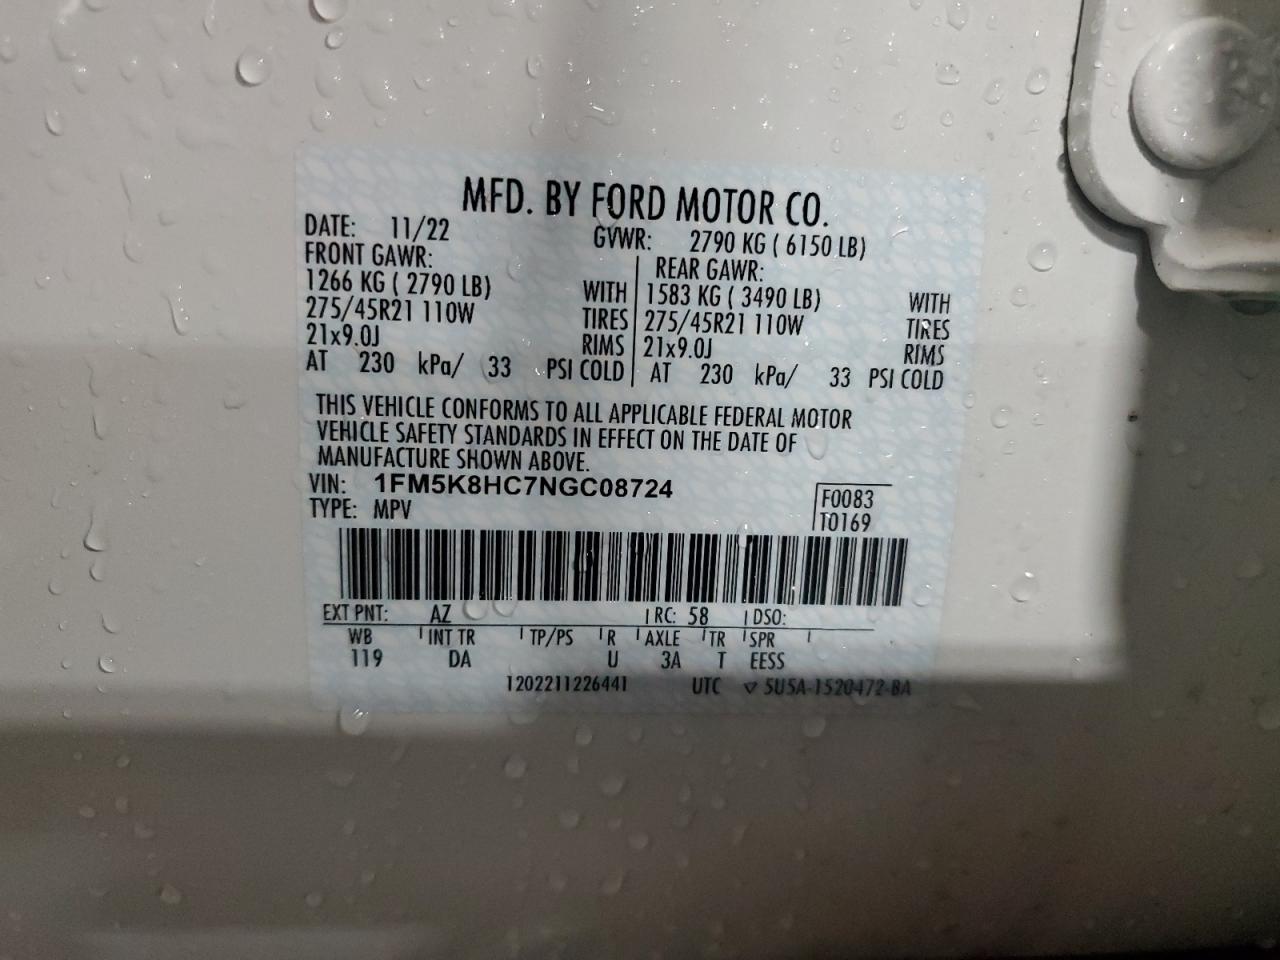 MFD. BY FORD MOTOR CO.
DATE: 11/22 GVWR: 2790 KG ( 6150 LB)
FRONT GAWR: REAR GAWR:
1266 KG ( 2790 LB) WITH 1583 KG ( 3490 LB) WITH
275/45R21 110W TIRES 275/45R21 110W TIRES
21x9.0J RIMS 21x9.0J RIMS
AT 230 kPa/ 33 PSI COLD AT 230 kPa/ 33 PSI COLD
THIS VEHICLE CONFORMS TO ALL APPLICABLE FEDERAL MOTOR
VEHICLE SAFETY STANDARDS IN EFFECT ON THE DATE OF
MANUFACTURE SHOWN ABOVE.
VIN: 1FM5K8HC7NGC08724 F0083
TYPE: MPV T0169
EXT PNT: AZ RC: 58 DSO:
WB INT TR TP/PS R AXLE TR SPR
119 DA U 3A T EESS
1202211226441 UTC ▽ 5U5A-1520472-BA